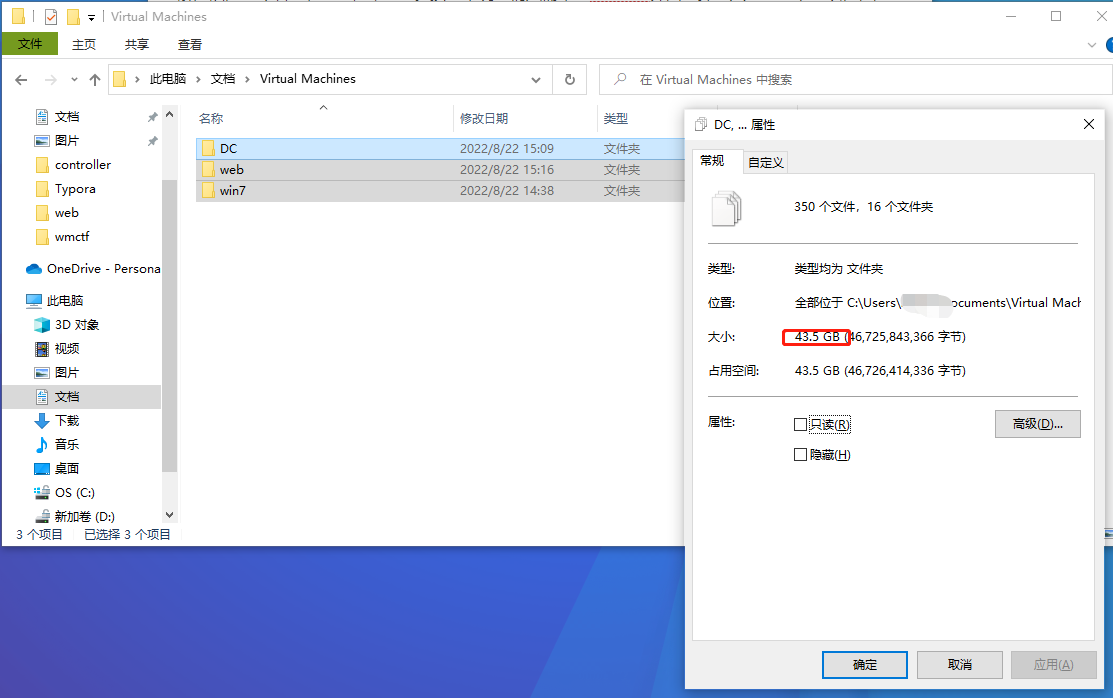 Virtual Machines
文件 主页 共享 查看
此电脑 文档 Virtual Machines
在 Virtual Machines 中搜索
文档
图片
controller
Typora
web
wmctf
OneDrive - Persona
此电脑
3D 对象
视频
图片
文档
下载
音乐
桌面
OS (C:)
新加卷 (D:)
名称 修改日期 类型
DC 2022/8/22 15:09 文件夹
web 2022/8/22 15:16 文件夹
win7 2022/8/22 14:38 文件夹
3 个项目 已选择 3 个项目
DC, ... 属性
常规 自定义
350 个文件，16 个文件夹
类型: 类型均为 文件夹
位置: 全部位于 C:\Users\ ocuments\Virtual Mach
大小: 43.5 GB (46,725,843,366 字节)
占用空间: 43.5 GB (46,726,414,336 字节)
属性: 只读(R) 高级(D)...
隐藏(H)
确定 取消 应用(A)